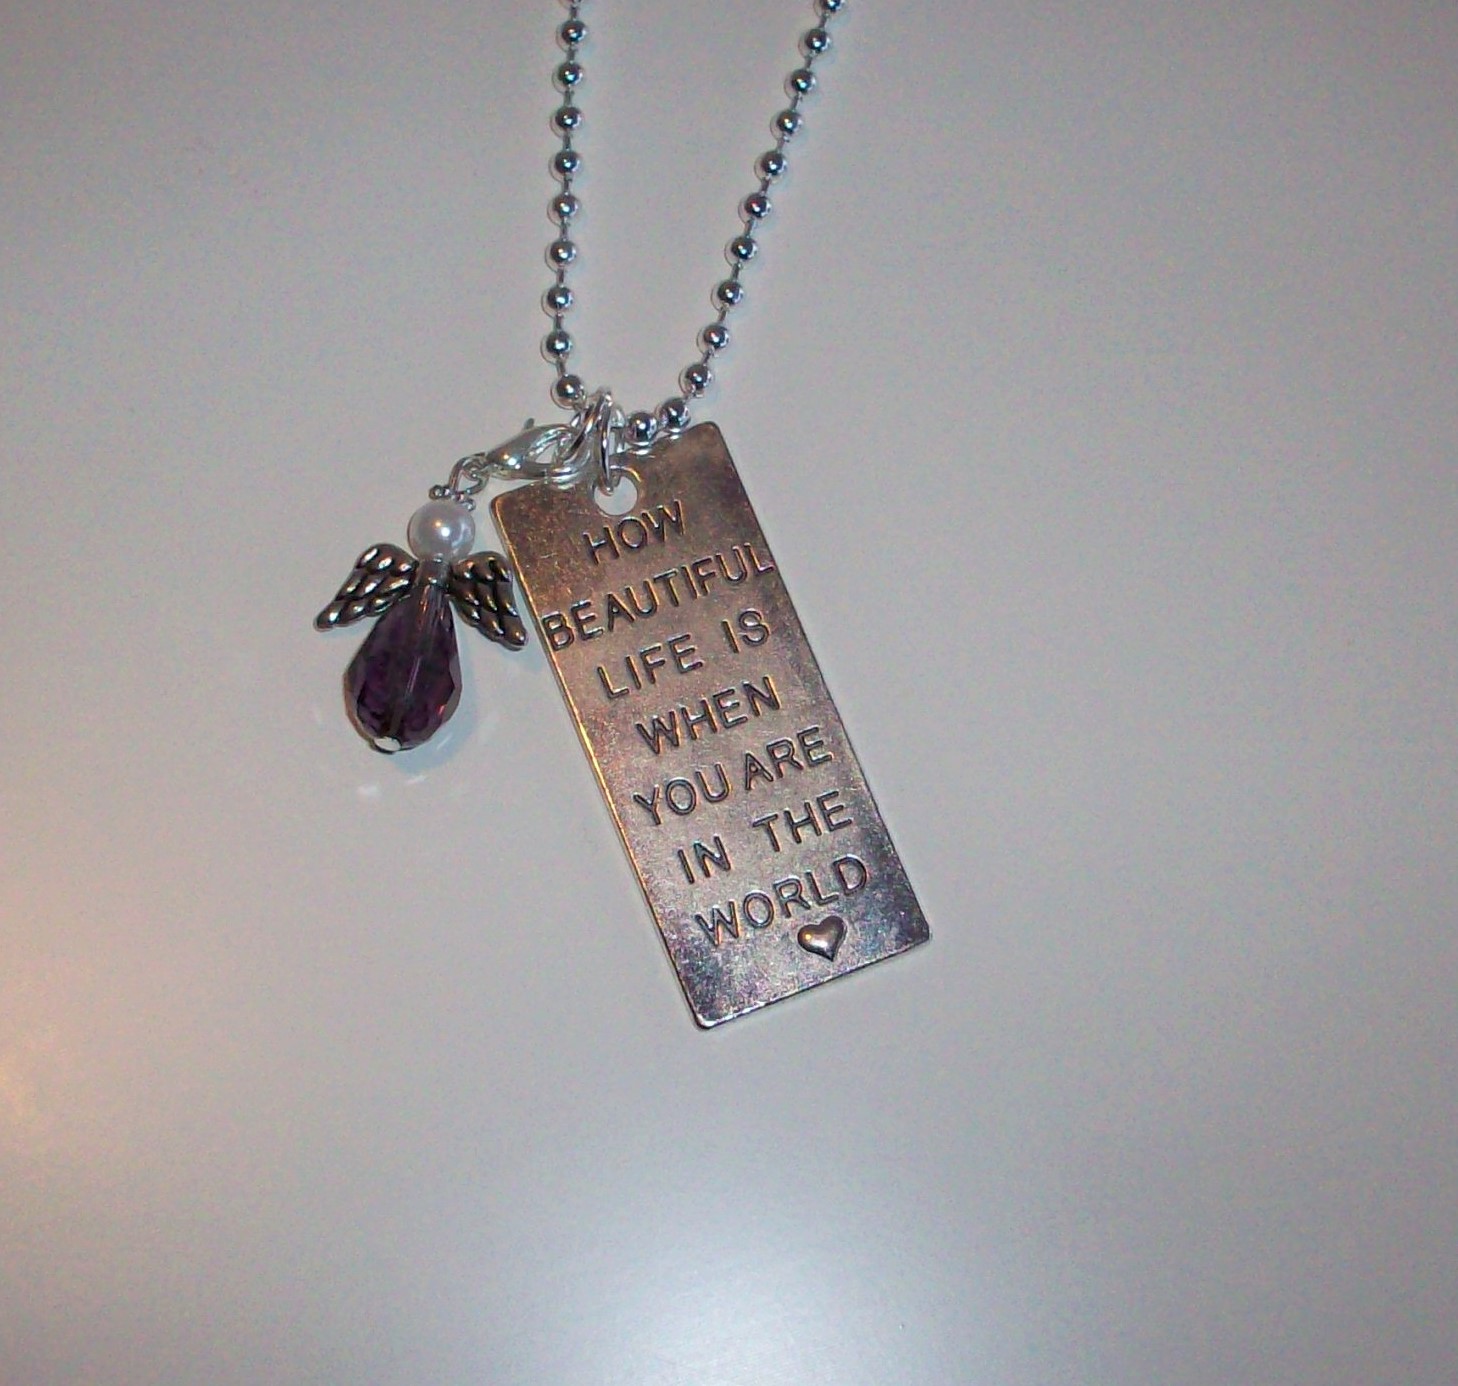 HOW
BEAUTIFUL
LIFE IS
WHEN
YOU ARE
IN THE
WORLD